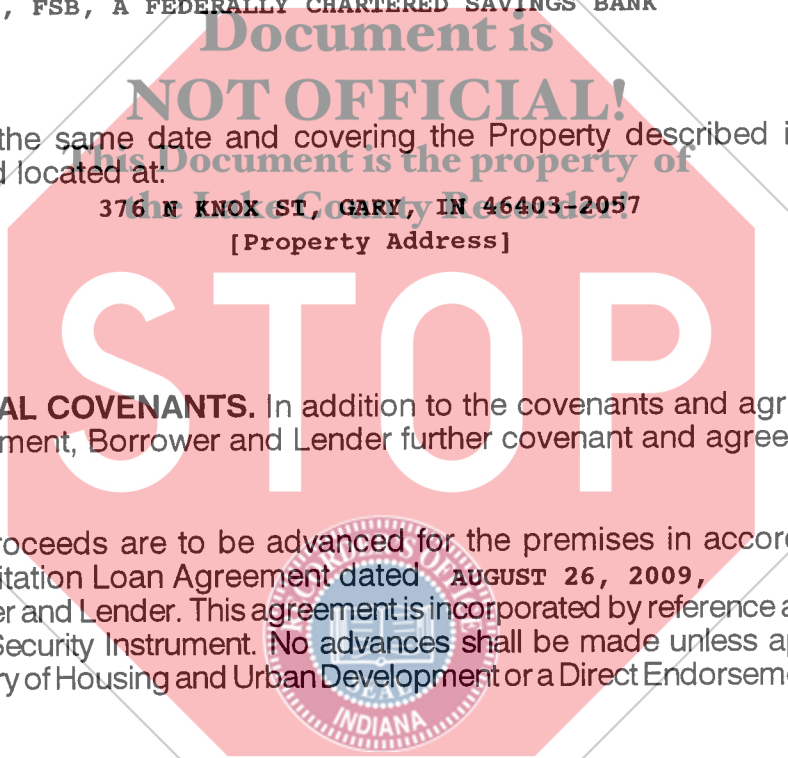 , FSB, A FEDERALLY CHARTERED SAVINGS BANK
Document is
NOT OFFICIAL!
the same date and covering the Property described i
This Document is the property of
d located at:
the Lake County Recorder!
376 N KNOX ST, GARY, IN 46403-2057
[Property Address]
STOP
AL COVENANTS. In addition to the covenants and agr
ment, Borrower and Lender further covenant and agree
roceeds are to be advanced for the premises in accor
itation Loan Agreement dated AUGUST 26, 2009,
er and Lender. This agreement is incorporated by reference a
Security Instrument. No advances shall be made unless a
ry of Housing and Urban Development or a Direct Endorseme
SEAL
INDIANA